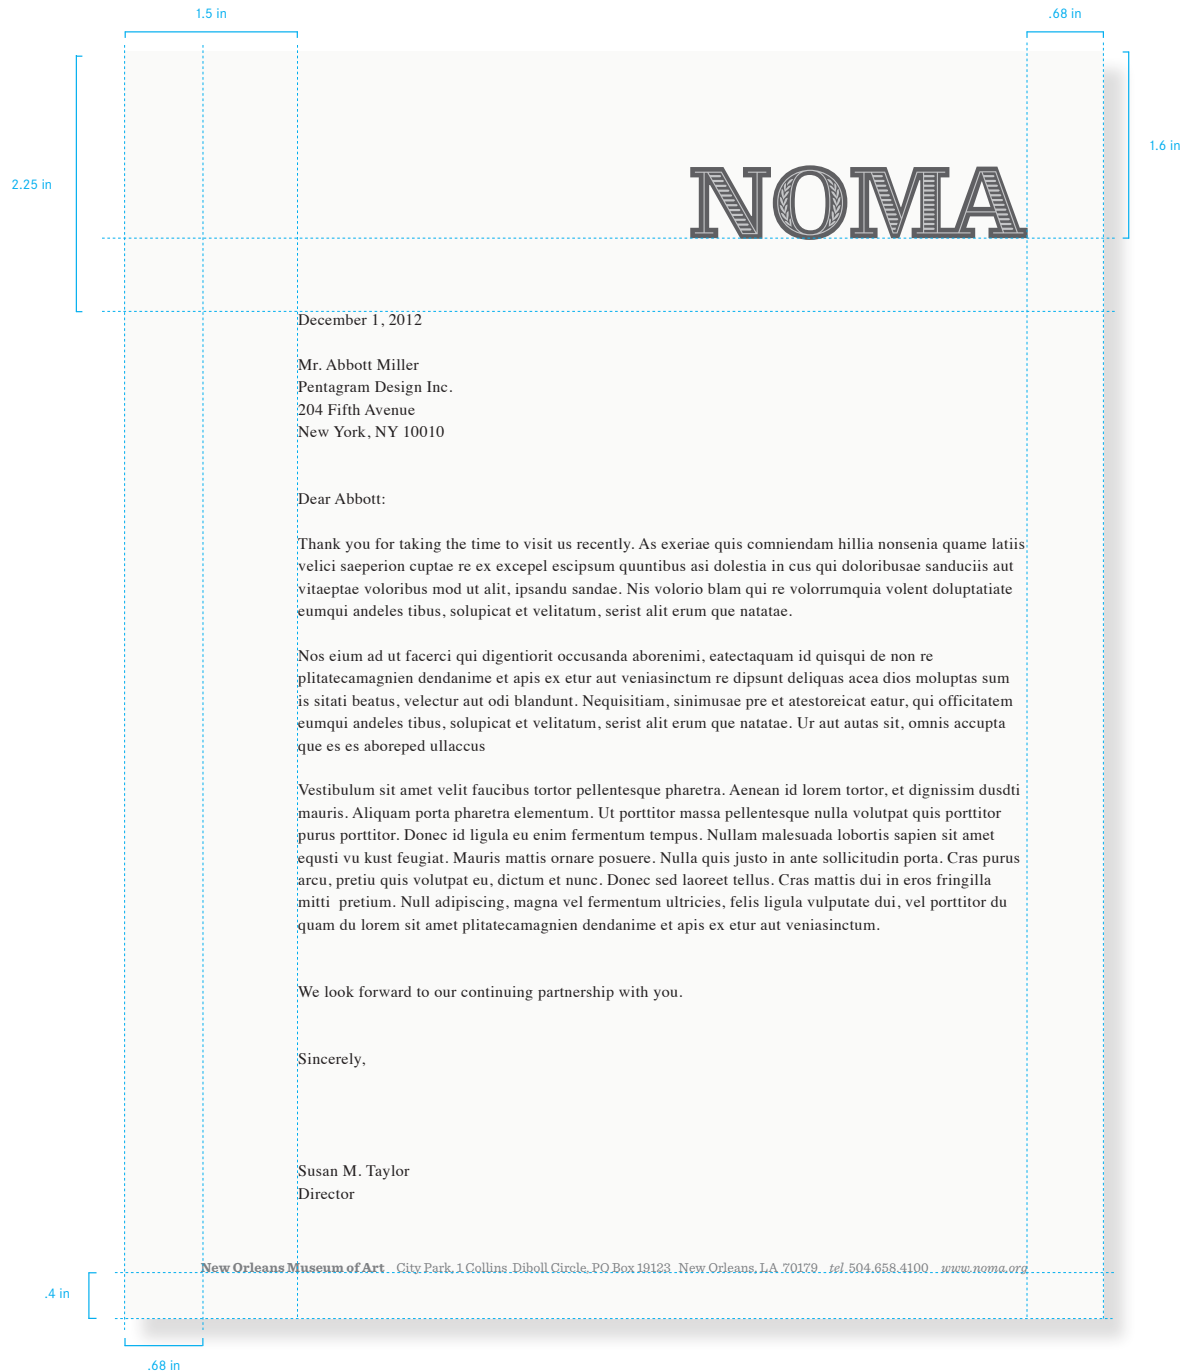 1.5 in
.68 in
1.6 in
2.25 in
NOMA
December 1, 2012
Mr. Abbott Miller
Pentagram Design Inc.
204 Fifth Avenue
New York, NY 10010
Dear Abbott:
Thank you for taking the time to visit us recently. As exeriae quis comniendam hillia nonsenia quame latiis
velici saeperion cuptae re ex excepel escipsum quuntibus asi dolestia in cus qui doloribusae sanduciis aut
vitaeptae voloribus mod ut alit, ipsandu sandae. Nis volorio blam qui re volorrumquia volent doluptatiate
eumqui andeles tibus, solupicat et velitatum, serist alit erum que natatae.
Nos eium ad ut facerci qui digentiorit occusanda aborenimi, eatectaquam id quisqui de non re
plitatecamagnien dendanime et apis ex etur aut veniasinctum re dipsunt deliquas acea dios moluptas sum
is sitati beatus, velectur aut odi blandunt. Nequisitiam, sinimusae pre et atestoreicat eatur, qui officitatem
eumqui andeles tibus, solupicat et velitatum, serist alit erum que natatae. Ur aut autas sit, omnis accupta
que es es aboreped ullaccus
Vestibulum sit amet velit faucibus tortor pellentesque pharetra. Aenean id lorem tortor, et dignissim dusdti
mauris. Aliquam porta pharetra elementum. Ut porttitor massa pellentesque nulla volutpat quis porttitor
purus porttitor. Donec id ligula eu enim fermentum tempus. Nullam malesuada lobortis sapien sit amet
equsti vu kust feugiat. Mauris mattis ornare posuere. Nulla quis justo in ante sollicitudin porta. Cras purus
arcu, pretiu quis volutpat eu, dictum et nunc. Donec sed laoreet tellus. Cras mattis dui in eros fringilla
mitti pretium. Null adipiscing, magna vel fermentum ultricies, felis ligula vulputate dui, vel porttitor du
quam du lorem sit amet plitatecamagnien dendanime et apis ex etur aut veniasinctum.
We look forward to our continuing partnership with you.
Sincerely,
Susan M. Taylor
Director
New Orleans Museum of Art City Park, 1 Collins Diboll Circle, PO Box 19123 New Orleans, LA 70179 tel 504.658.4100 www.noma.org
.4 in
.68 in